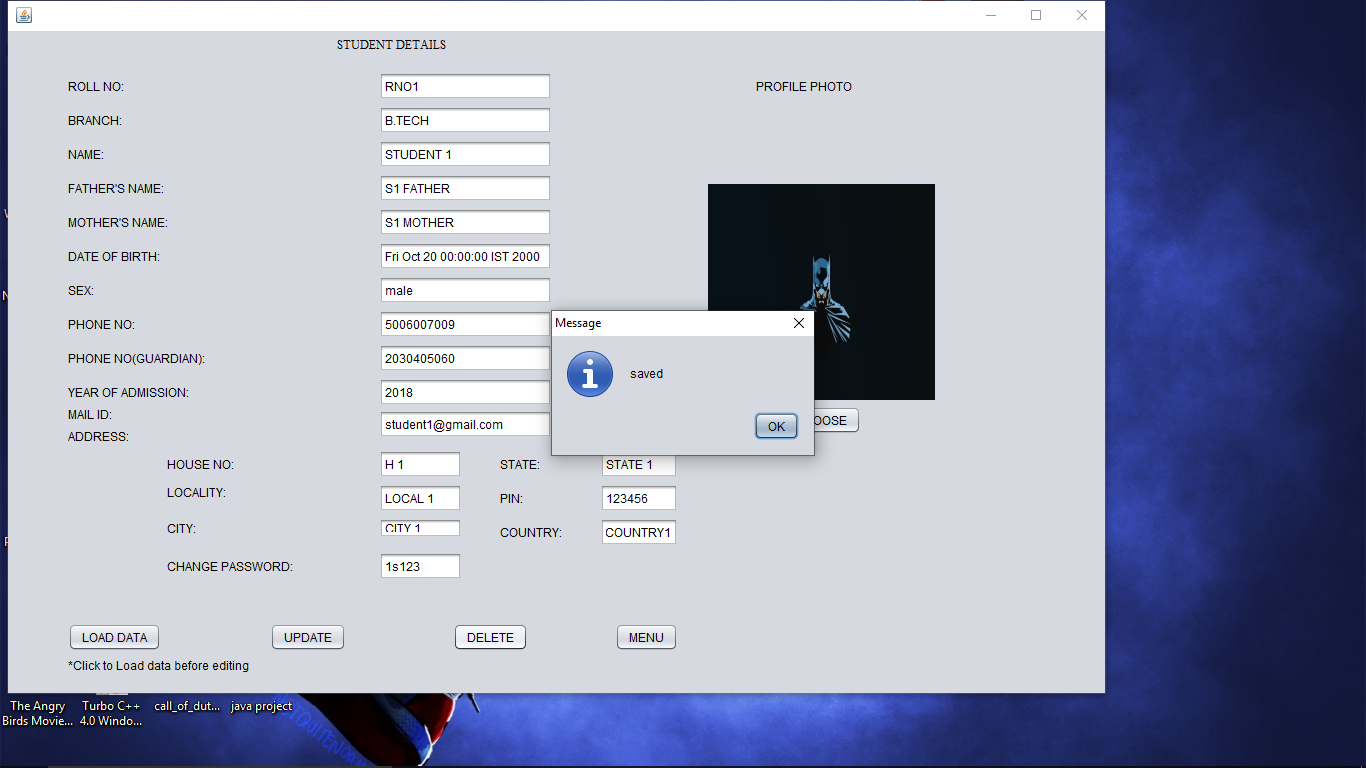 STUDENT DETAILS
ROLL NO: RNO1 PROFILE PHOTO
BRANCH: B.TECH
NAME: STUDENT 1
FATHER'S NAME: S1 FATHER
MOTHER'S NAME: S1 MOTHER
DATE OF BIRTH: Fri Oct 20 00:00:00 IST 2000
SEX: male
PHONE NO: 5006007009
Message
PHONE NO(GUARDIAN): 2030405060
saved
YEAR OF ADMISSION: 2018
MAIL ID: student1@gmail.com
OK
OOSE
ADDRESS:
HOUSE NO: H 1 STATE: STATE 1
LOCALITY: LOCAL 1 PIN: 123456
CITY: CITY 1 COUNTRY: COUNTRY1
CHANGE PASSWORD: 1s123
LOAD DATA UPDATE DELETE MENU
*Click to Load data before editing
The Angry Birds Movie... Turbo C++ 4.0 Windo... call_of_dut... java project